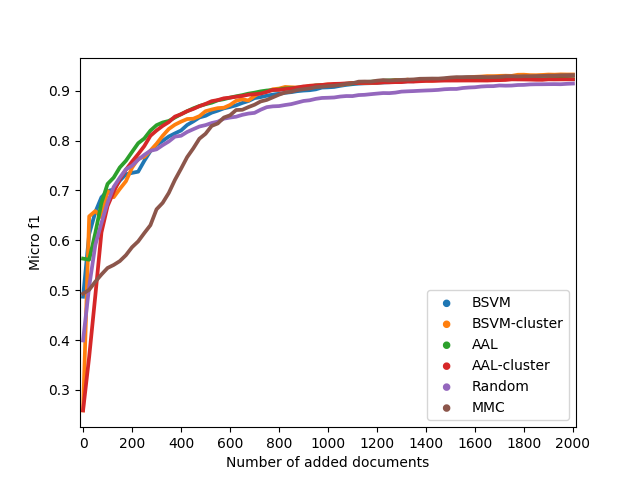 Micro f1
0.9
0.8
0.7
0.6
0.5
0.4
0.3
BSVM
BSVM-cluster
AAL
AAL-cluster
Random
MMC
0 200 400 600 800 1000 1200 1400 1600 1800 2000
Number of added documents